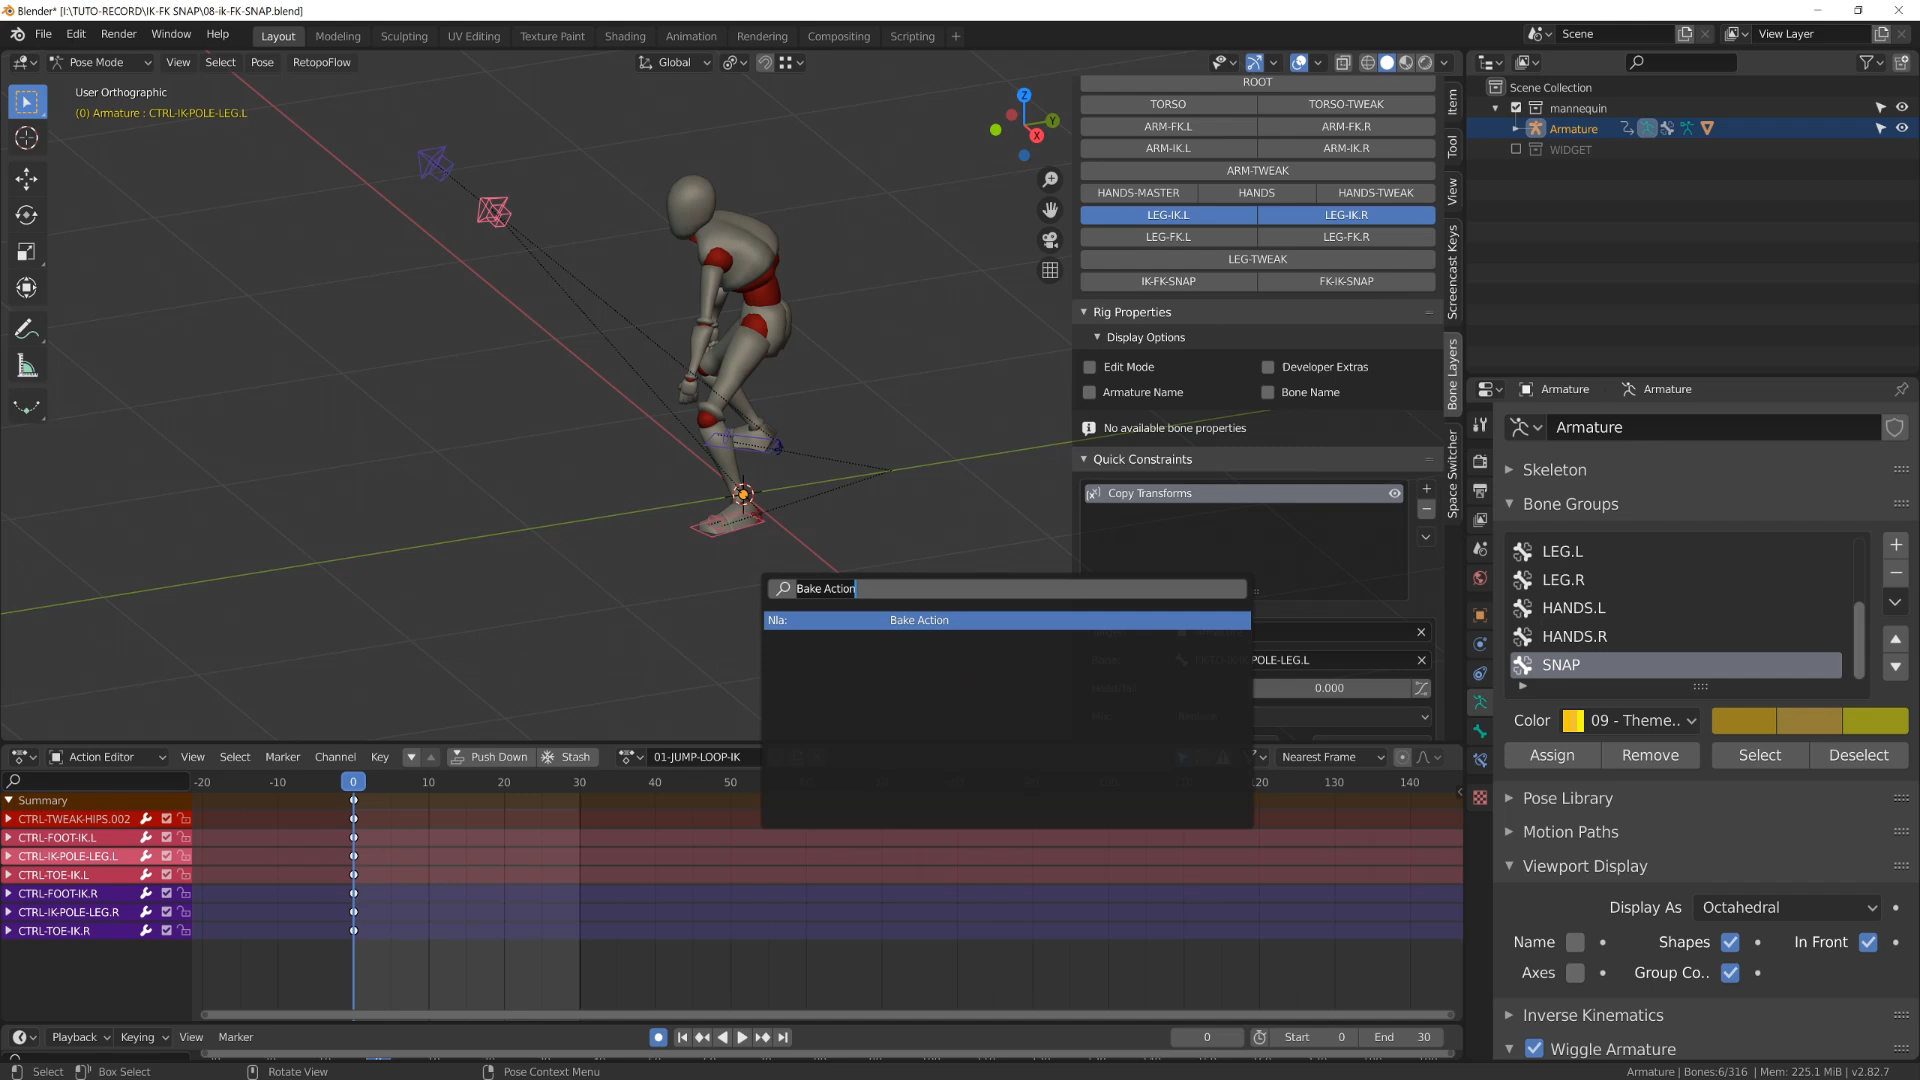 Blender* [I:\TUTO-RECORD\IK-FK SNAP\08-ik-FK-SNAP.blend]
File Edit Render Window Help Layout Modeling Sculpting UV Editing Texture Paint Shading Animation Rendering Compositing Scripting + Scene View Layer
Pose Mode View Select Pose RetopoFlow Global
User Orthographic
(0) Armature : CTRL-IK-POLE-LEG.L
Z
Y
X
ROOT
TORSO TORSO-TWEAK
ARM-FK.L ARM-FK.R
ARM-IK.L ARM-IK.R
ARM-TWEAK
HANDS-MASTER HANDS HANDS-TWEAK
LEG-IK.L LEG-IK.R
LEG-FK.L LEG-FK.R
LEG-TWEAK
IK-FK-SNAP FK-IK-SNAP
Rig Properties
Display Options
Edit Mode Developer Extras
Armature Name Bone Name
No available bone properties
Quick Constraints
Copy Transforms
POLE-LEG.L
0.000
Item
Tool
View
Screencast Keys
Bone Layers
Space Switcher
Bake Action
Nla: Bake Action
Scene Collection
mannequin
Armature
WIDGET
Armature Armature
Armature
Skeleton
Bone Groups
LEG.L
LEG.R
HANDS.L
HANDS.R
SNAP
Color 09 - Theme..
Assign Remove Select Deselect
Pose Library
Motion Paths
Viewport Display
Display As Octahedral
Name Shapes In Front
Axes Group Co..
Inverse Kinematics
Wiggle Armature
Action Editor View Select Marker Channel Key Push Down Stash 01-JUMP-LOOP-IK Nearest Frame
-20 -10 0 10 20 30 40 50 120 130 140
Summary
CTRL-TWEAK-HIPS.002
CTRL-FOOT-IK.L
CTRL-IK-POLE-LEG.L
CTRL-TOE-IK.L
CTRL-FOOT-IK.R
CTRL-IK-POLE-LEG.R
CTRL-TOE-IK.R
Playback Keying View Marker 0 Start 0 End 30
Select Box Select Rotate View Pose Context Menu Armature | Bones:6/316 | Mem: 225.1 MiB | v2.82.7